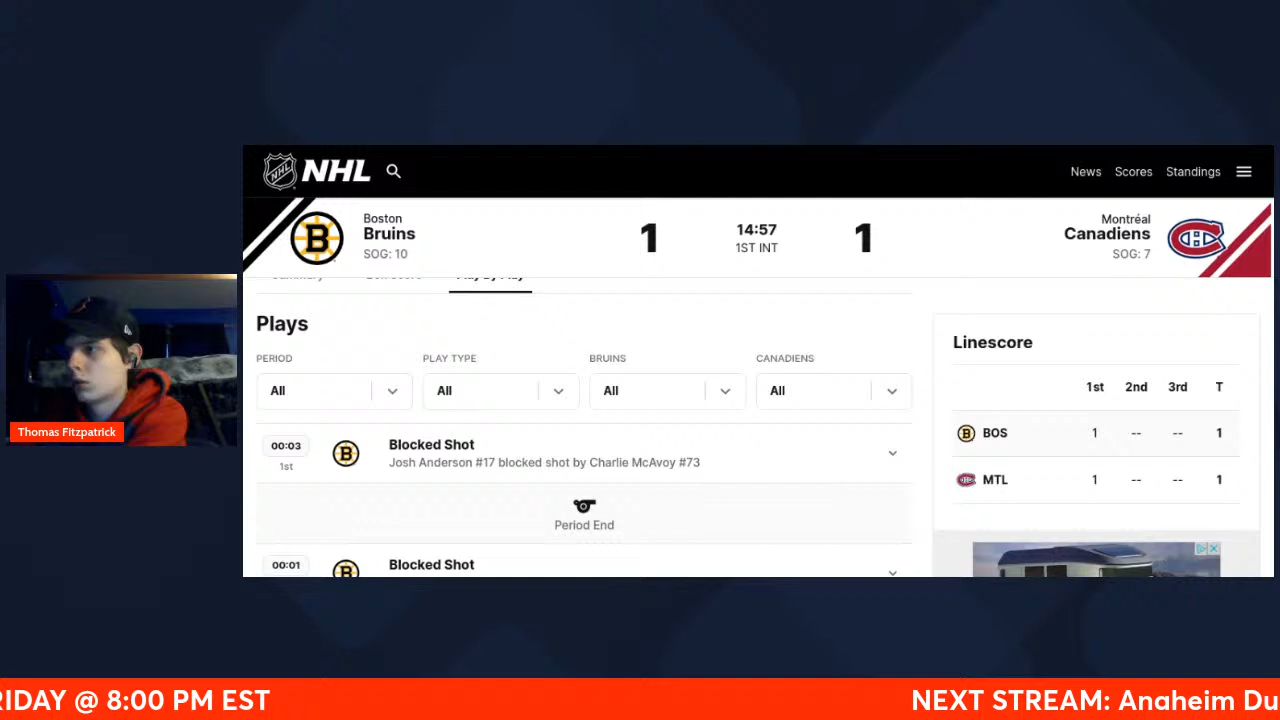 NHL
News Scores Standings
Boston
Bruins
SOG: 10
1
14:57
1ST INT
1
Montréal
Canadiens
SOG: 7
Plays
PERIOD PLAY TYPE BRUINS CANADIENS
All All All All
00:03
1st
Blocked Shot
Josh Anderson #17 blocked shot by Charlie McAvoy #73
Period End
00:01
Blocked Shot
Linescore
1st 2nd 3rd T
BOS 1 -- -- 1
MTL 1 -- -- 1
Thomas Fitzpatrick
RIDAY @ 8:00 PM EST
NEXT STREAM: Anaheim Du